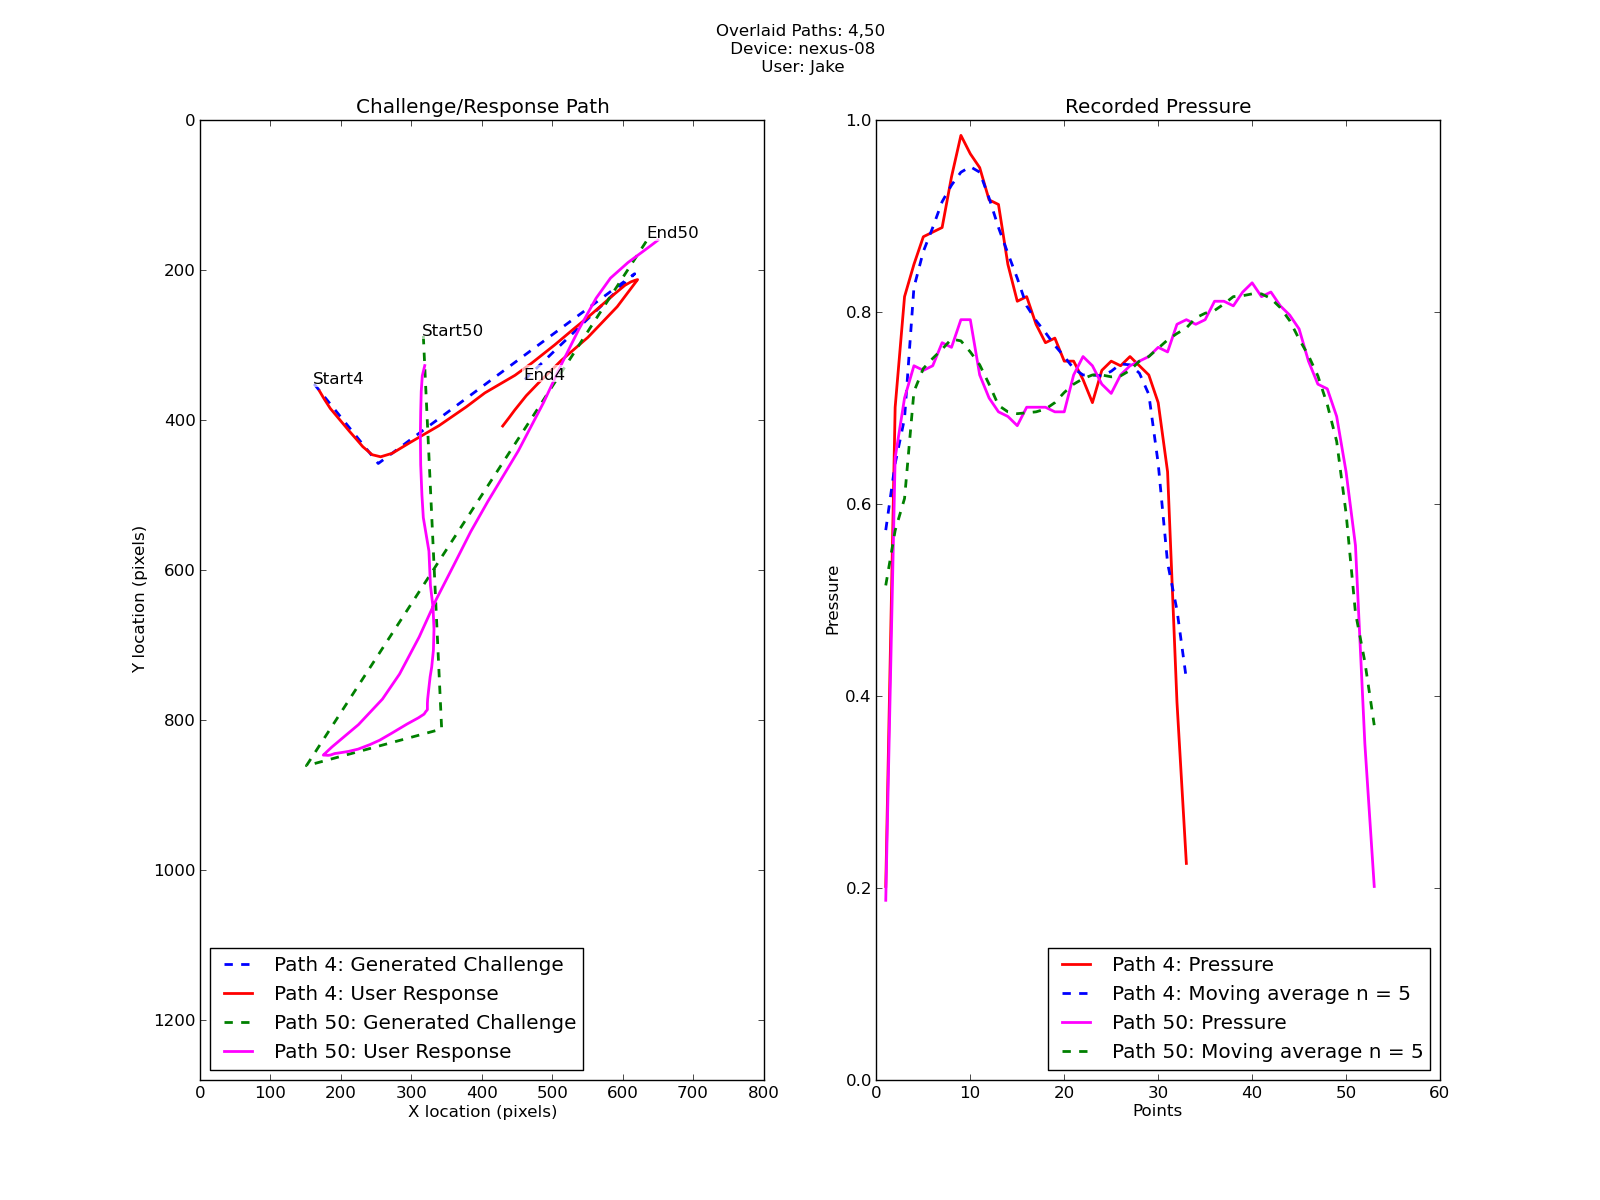 Overlaid Paths: 4,50
Device: nexus-08
User: Jake
Challenge/Response Path
0
200
400
600
800
1000
1200
Y location (pixels)
Start4
End4
Start50
End50
Path 4: Generated Challenge
Path 4: User Response
Path 50: Generated Challenge
Path 50: User Response
0 100 200 300 400 500 600 700 800
X location (pixels)
Recorded Pressure
1.0
0.8
0.6
0.4
0.2
0.0
Pressure
Path 4: Pressure
Path 4: Moving average n = 5
Path 50: Pressure
Path 50: Moving average n = 5
0 10 20 30 40 50 60
Points